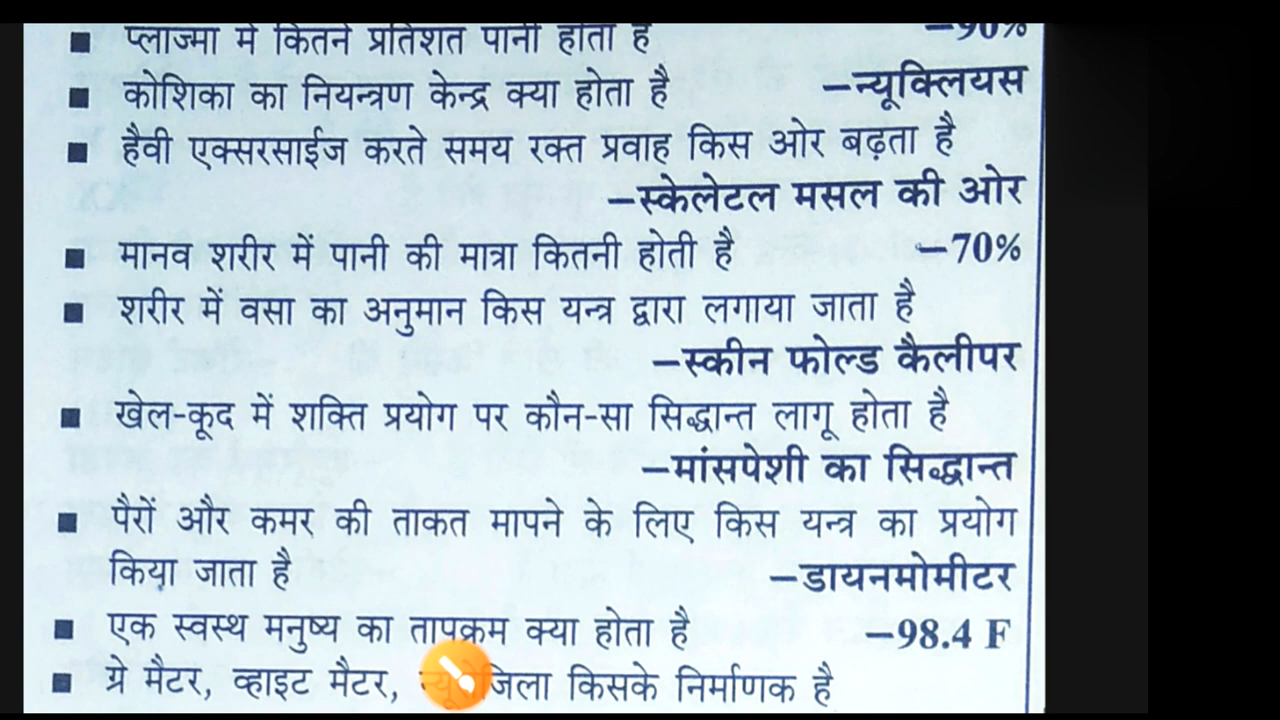 ■ प्लाज्मा में कितने प्रतिशत पानी होता है –90%
■ कोशिका का नियन्त्रण केन्द्र क्या होता है –न्यूक्लियस
■ हैवी एक्सरसाईज करते समय रक्त प्रवाह किस ओर बढ़ता है
–स्केलेटल मसल की ओर
■ मानव शरीर में पानी की मात्रा कितनी होती है –70%
■ शरीर में वसा का अनुमान किस यन्त्र द्वारा लगाया जाता है
–स्कीन फोल्ड कैलीपर
■ खेल-कूद में शक्ति प्रयोग पर कौन-सा सिद्धान्त लागू होता है
–मांसपेशी का सिद्धान्त
■ पैरों और कमर की ताकत मापने के लिए किस यन्त्र का प्रयोग
किया जाता है –डायनमोमीटर
■ एक स्वस्थ मनुष्य का तापक्रम क्या होता है –98.4 F
■ ग्रे मैटर, व्हाइट मैटर, किसके निर्माणक है